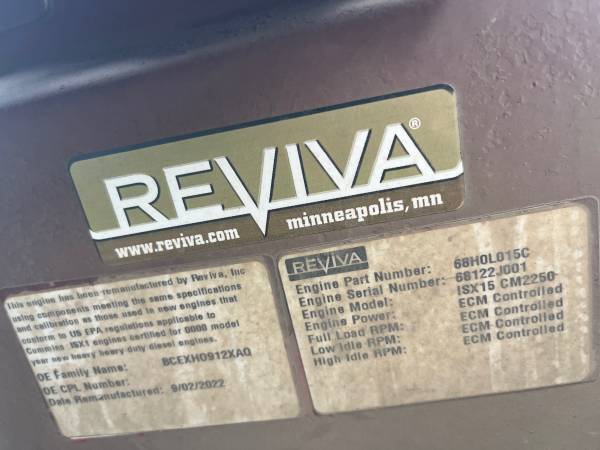 REVIVA®
www.reviva.com minneapolis, mn
This engine has been remanufactured by Reviva, Inc
using components meeting the same specifications
and calibration as those used in new engines that
conform to US EPA regulations applicable to
Cummins ISX1 engines certified for 0000 model
year new heavy heavy duty diesel engines.
OE Family Name: BCEXH0912XAQ
OE CPL Number:
Date Remanufactured: 9/02/2022
REVIVA
Engine Part Number: 68H0L015C
Engine Serial Number: 68122J001
Engine Model: ISX15 CM2250
Engine Power: ECM Controlled
Full Load RPM: ECM Controlled
Low Idle RPM: ECM Controlled
High Idle RPM: ECM Controlled